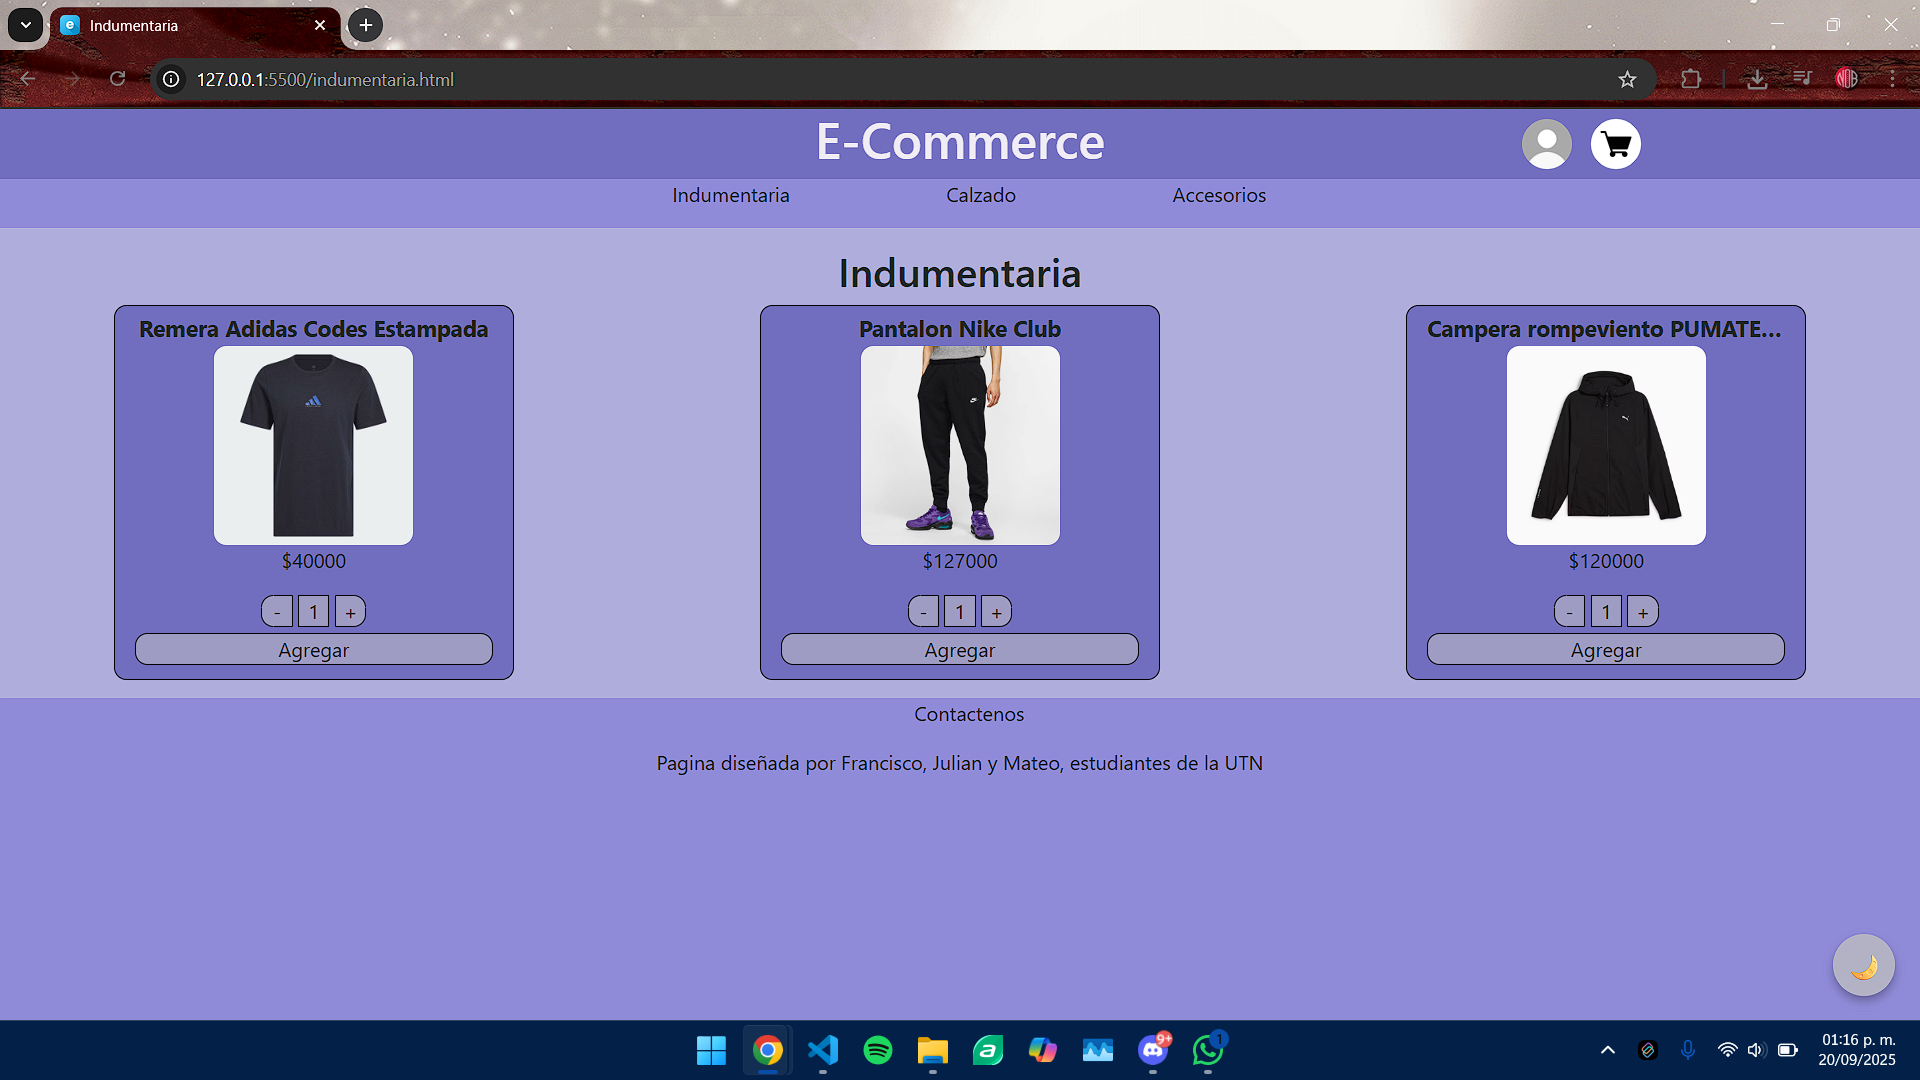 Indumentaria
127.0.0.1:5500/indumentaria.html
E-Commerce
Indumentaria
Calzado
Accesorios
Indumentaria
Remera Adidas Codes Estampada
$40000
- 1 +
Agregar
Pantalon Nike Club
$127000
- 1 +
Agregar
Campera rompeviento PUMATE...
$120000
- 1 +
Agregar
Contactenos
Pagina diseñada por Francisco, Julian y Mateo, estudiantes de la UTN
9+
1
01:16 p. m.
20/09/2025